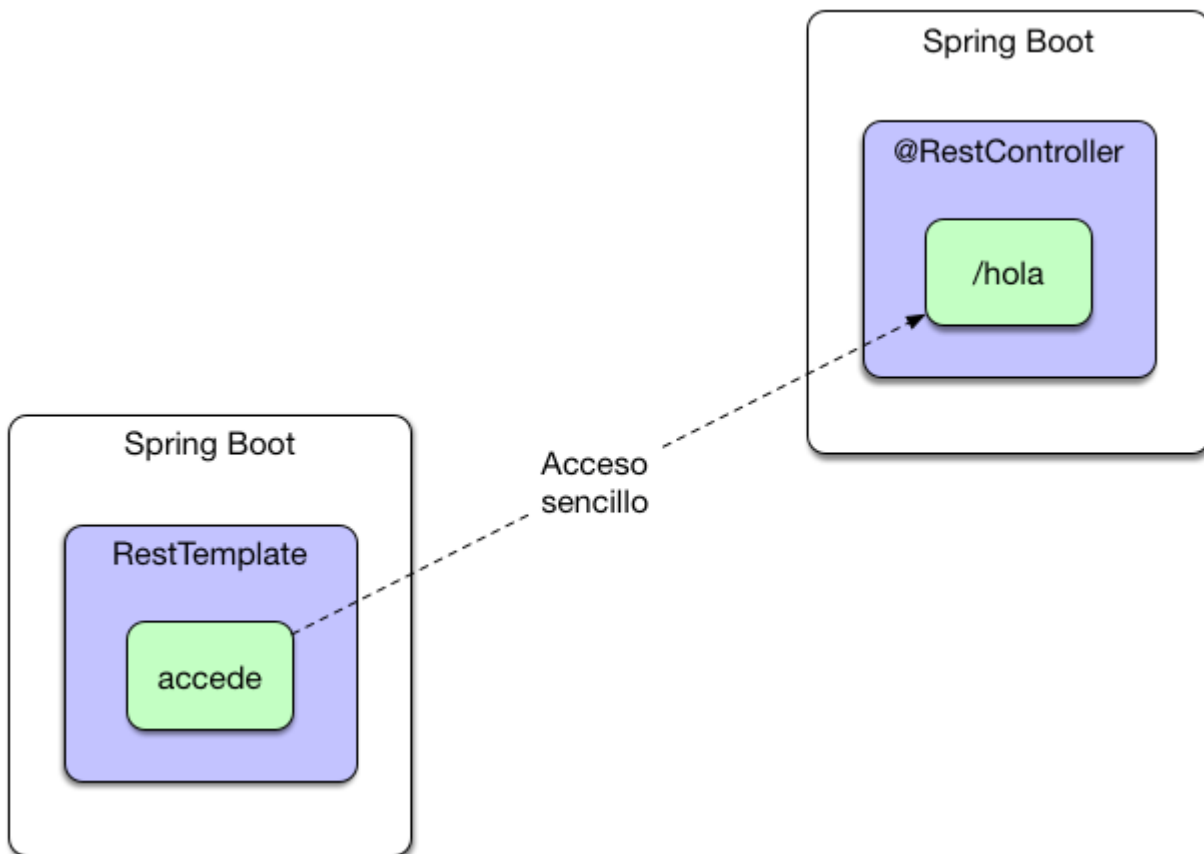 Spring Boot
@RestController
/hola
Spring Boot
Acceso
sencillo
RestTemplate
accede